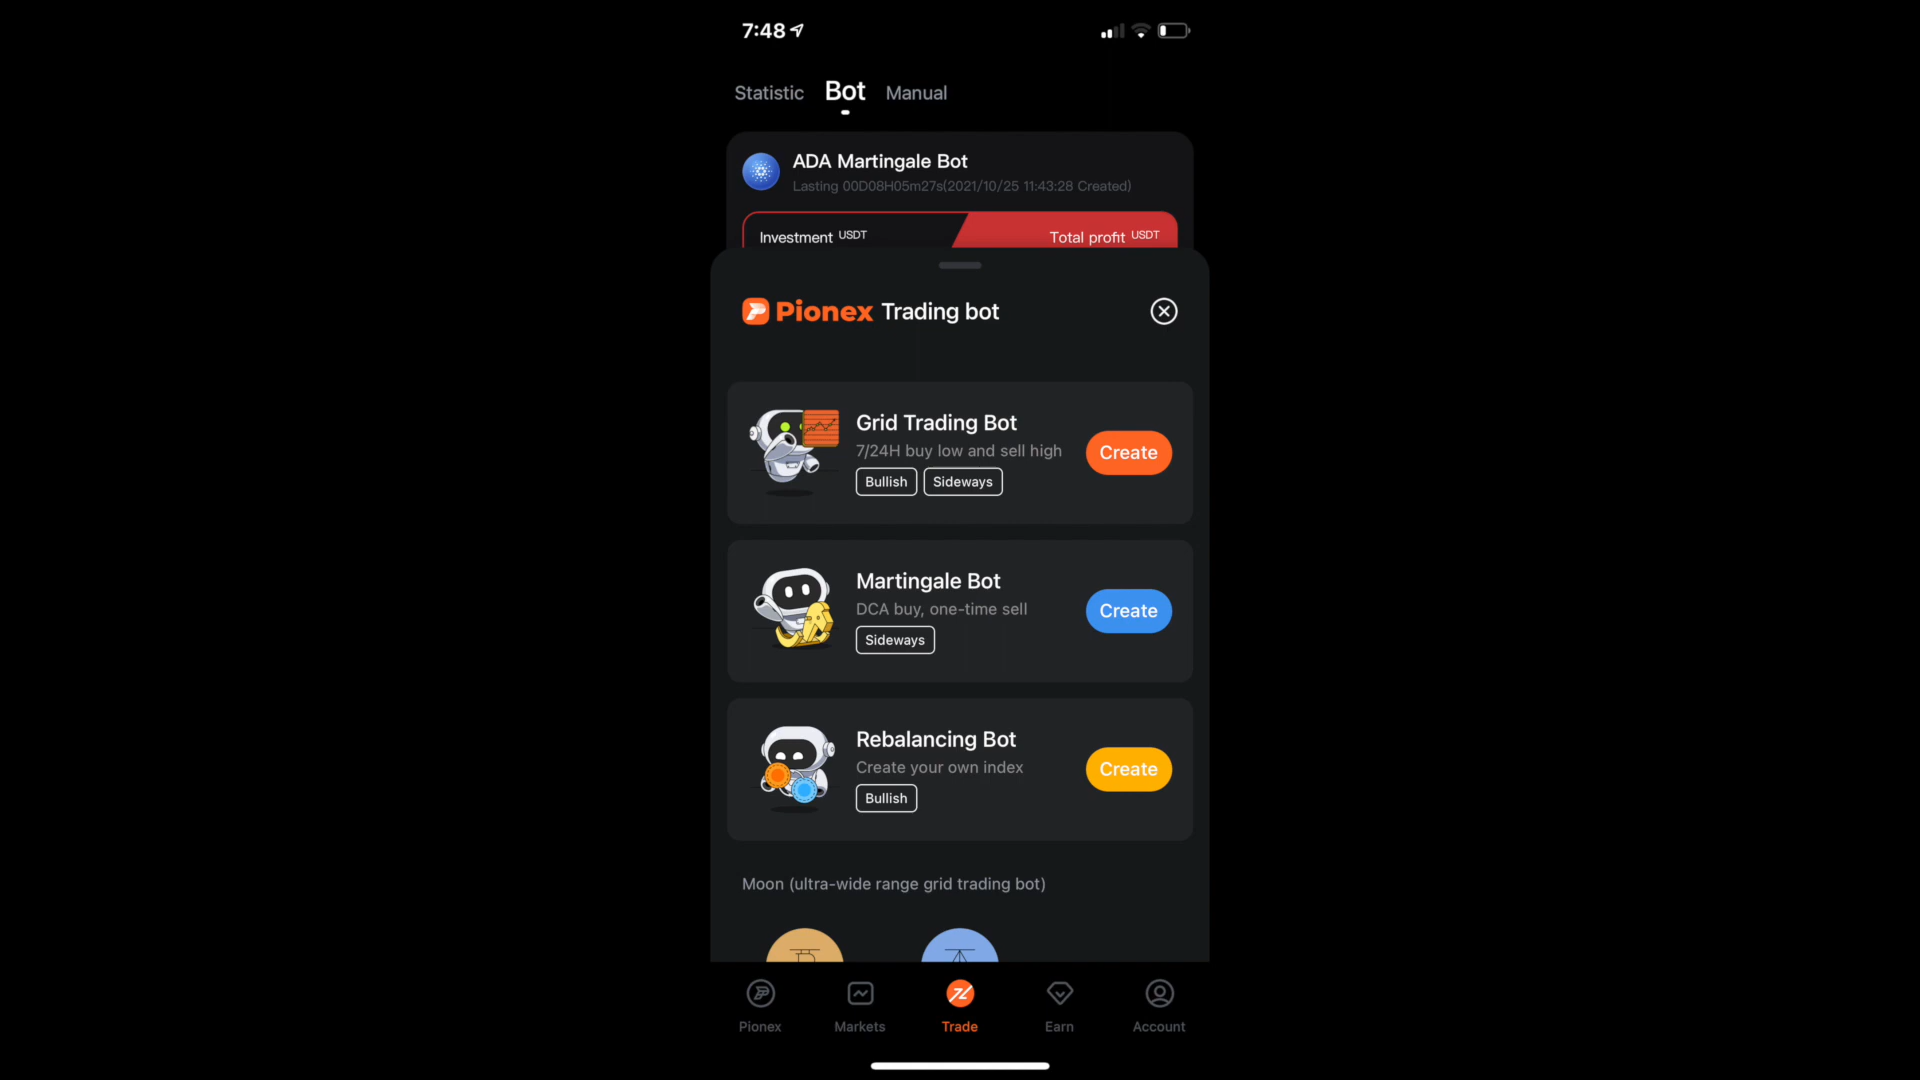 7:48
Statistic Bot Manual
ADA Martingale Bot
Lasting 00D08H05m27s(2021/10/25 11:43:28 Created)
Investment USDT Total profit USDT
Pionex Trading bot
Grid Trading Bot
7/24H buy low and sell high
Create
Bullish Sideways
Martingale Bot
DCA buy, one-time sell
Create
Sideways
Rebalancing Bot
Create your own index
Create
Bullish
Moon (ultra-wide range grid trading bot)
Pionex Markets Trade Earn Account